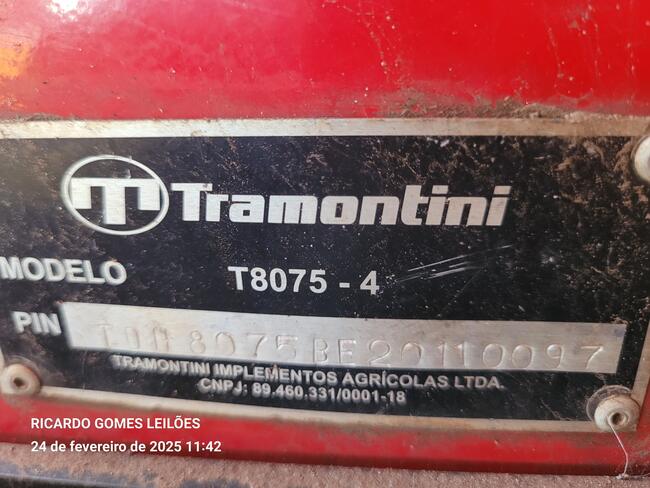 Tramontini
MODELO T8075 - 4
PIN 8075BE20110097
TRAMONTINI IMPLEMENTOS AGRÍCOLAS LTDA.
CNPJ: 89.460.331/0001-18
RICARDO GOMES LEILÕES
24 de fevereiro de 2025 11:42